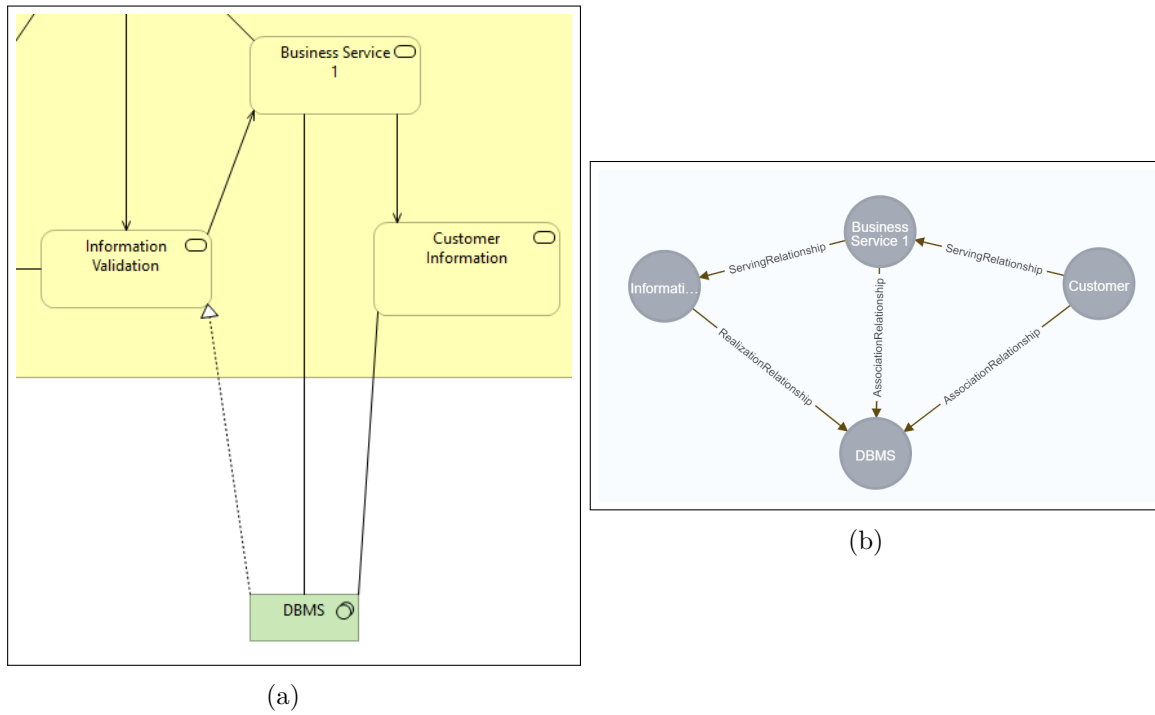 Business Service
1
Information
Validation
Customer
Information
DBMS
(a)
Business
Service 1
ServingRelationship
ServingRelationship
Informati...
Customer
RealizationRelationship
AssociationRelationship
AssociationRelationship
DBMS
(b)